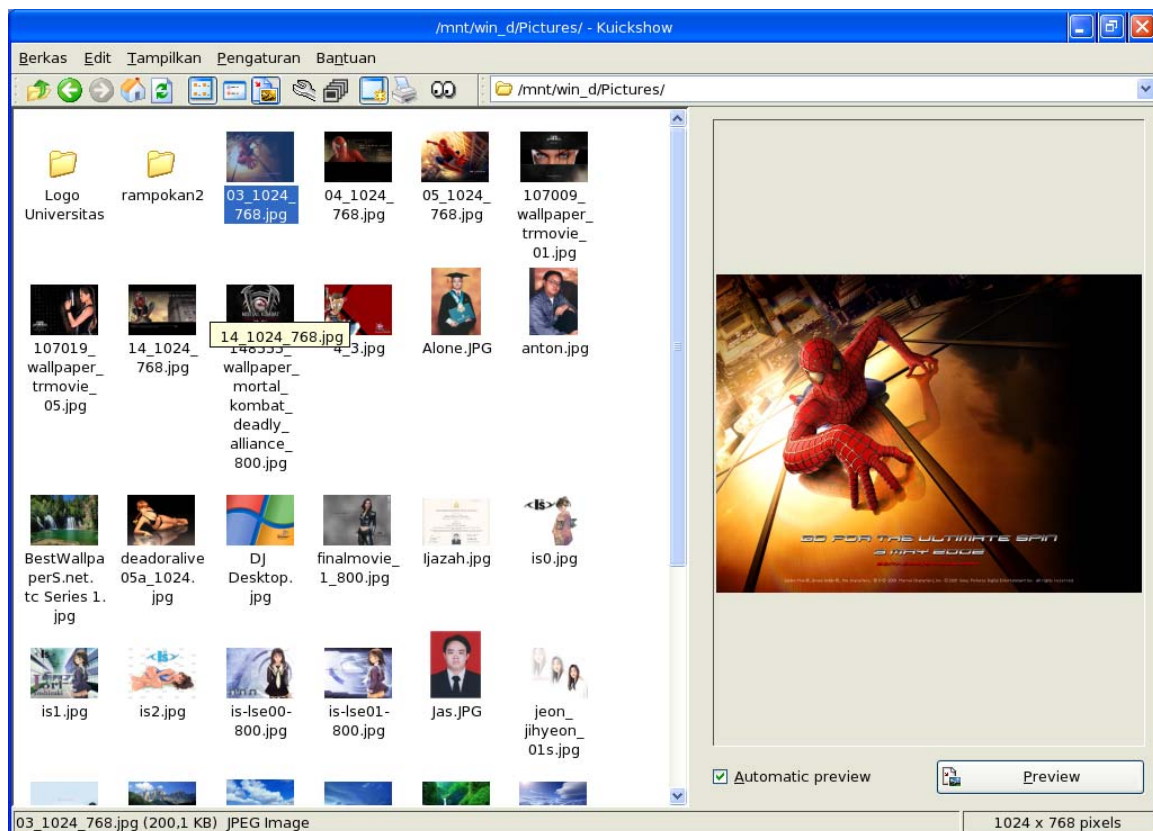 /mnt/win_d/Pictures/ - Kuickshow
Berkas Edit Tampilkan Pengaturan Bantuan
/mnt/win_d/Pictures/
Logo
Universitas
rampokan2
03_1024_
768.jpg
04_1024_
768.jpg
05_1024_
768.jpg
107009_
wallpaper_
trmovie_
01.jpg
107019_
wallpaper_
trmovie_
05.jpg
14_1024_
768.jpg
14_1024_768.jpg
wallpaper_
mortal_
kombat_
deadly_
alliance_
800.jpg
4_3.jpg
Alone.JPG
anton.jpg
BestWallpa
perS.net.
tc Series 1.
jpg
deadoralive
05a_1024.
jpg
DJ
Desktop.
jpg
finalmovie_
1_800.jpg
Ijazah.jpg
is0.jpg
is1.jpg
is2.jpg
is-lse00-
800.jpg
is-lse01-
800.jpg
Jas.JPG
jeon_
jihyeon_
01s.jpg
GO FOR THE ULTIMATE SPIN
3 MAY 2002
Automatic preview
Preview
03_1024_768.jpg (200,1 KB) JPEG Image
1024 x 768 pixels